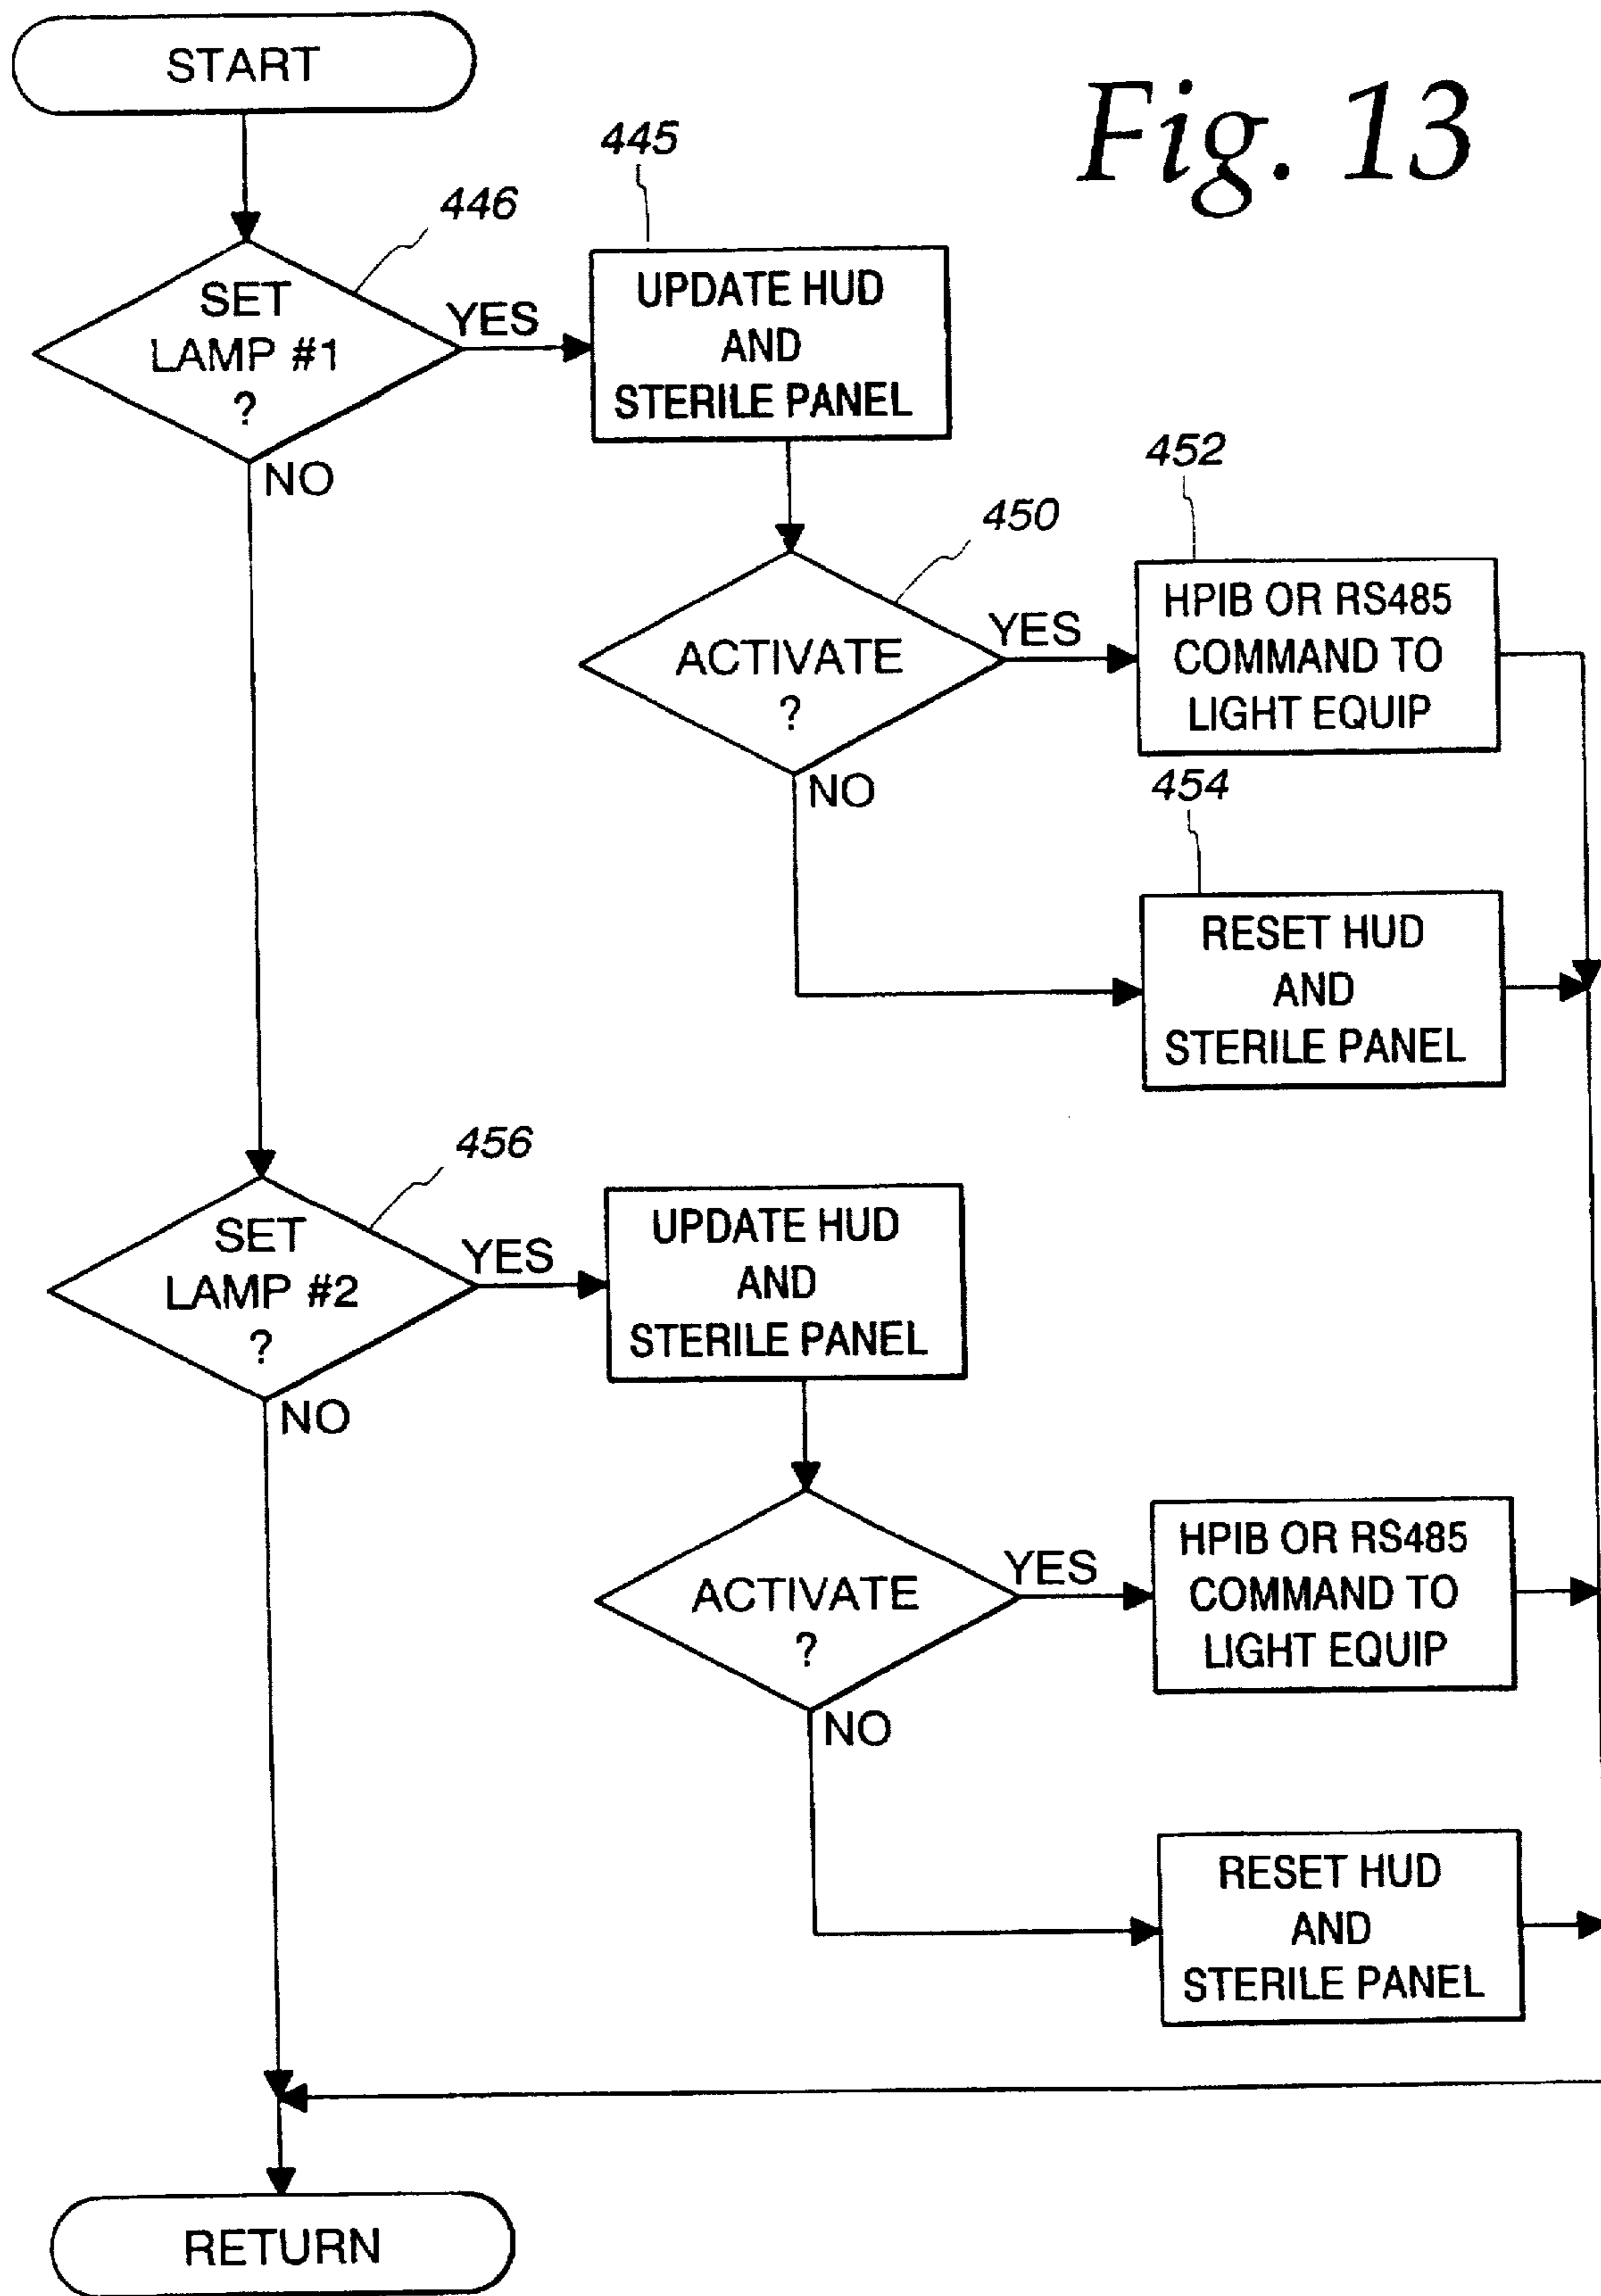 START
Fig. 13
445
446
SET
LAMP #1
?
YES
NO
UPDATE HUD
AND
STERILE PANEL
450
ACTIVATE
?
YES
NO
452
HPIB OR RS485
COMMAND TO
LIGHT EQUIP
454
RESET HUD
AND
STERILE PANEL
456
SET
LAMP #2
?
YES
NO
UPDATE HUD
AND
STERILE PANEL
ACTIVATE
?
YES
NO
HPIB OR RS485
COMMAND TO
LIGHT EQUIP
RESET HUD
AND
STERILE PANEL
RETURN